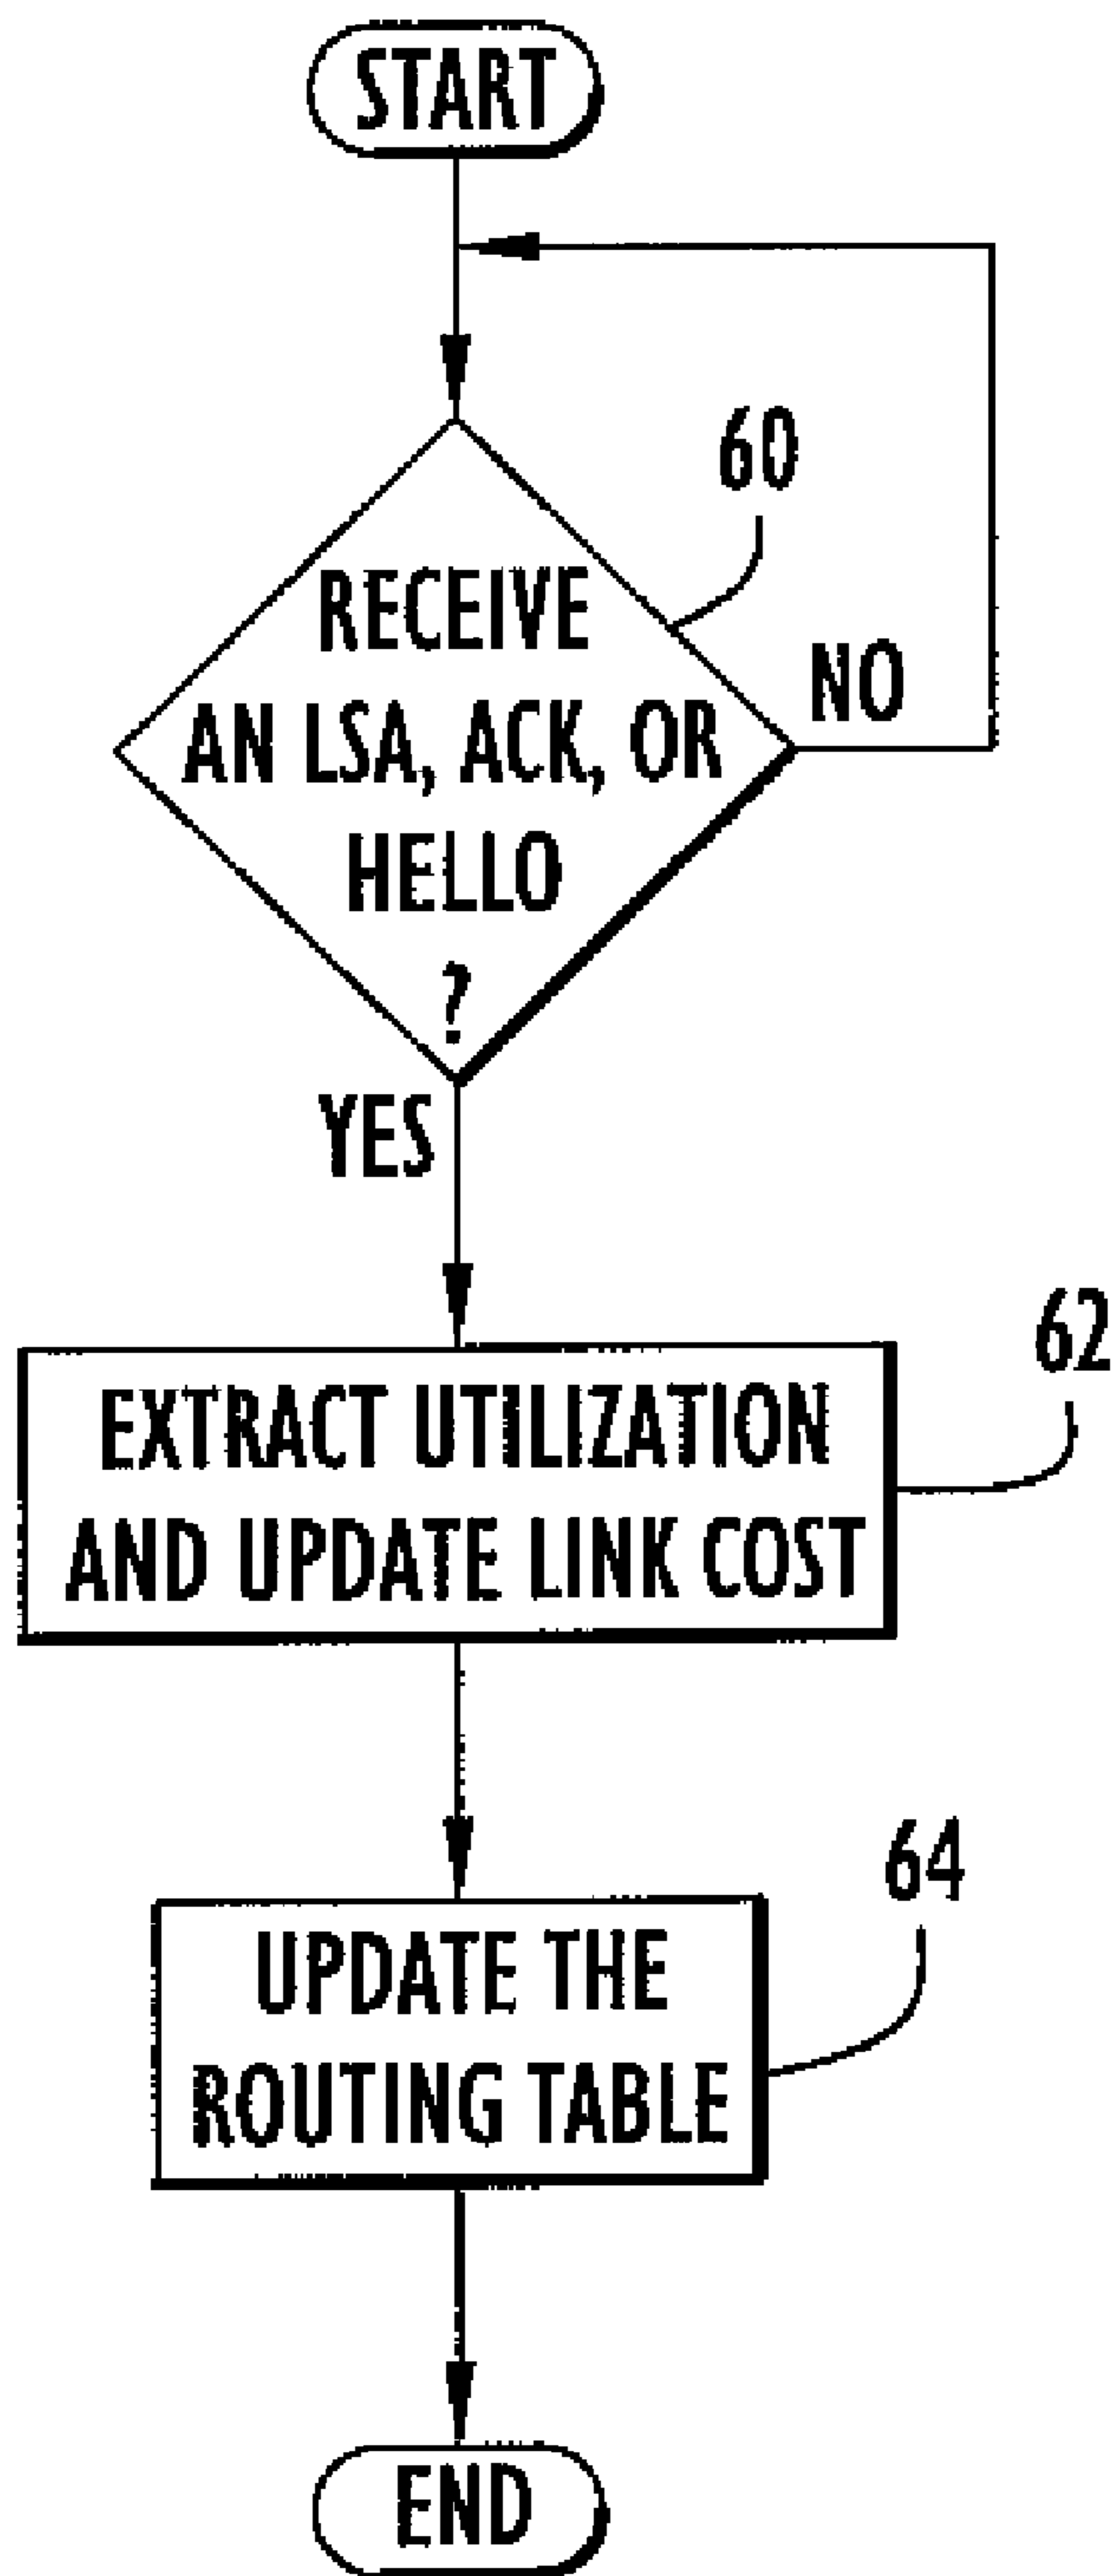 START
60
RECEIVE
AN LSA, ACK, OR
HELLO
?
NO
YES
62
EXTRACT UTILIZATION
AND UPDATE LINK COST
64
UPDATE THE
ROUTING TABLE
END